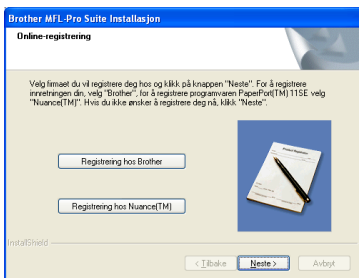 Brother MFL-Pro Suite Installasjon
Online-registrering
Velg firmaet du vil registrere deg hos og klikk på knappen "Neste". For å registrere
innretningen din, velg "Brother", for å registrere programvaren PaperPort(TM) 11SE velg
"Nuance(TM)". Hvis du ikke ønsker å registrere deg nå, klikk "Neste".
Registrering hos Brother
Product Registration
Registrering hos Nuance(TM)
InstallShield
< Tilbake
Neste >
Avbryt